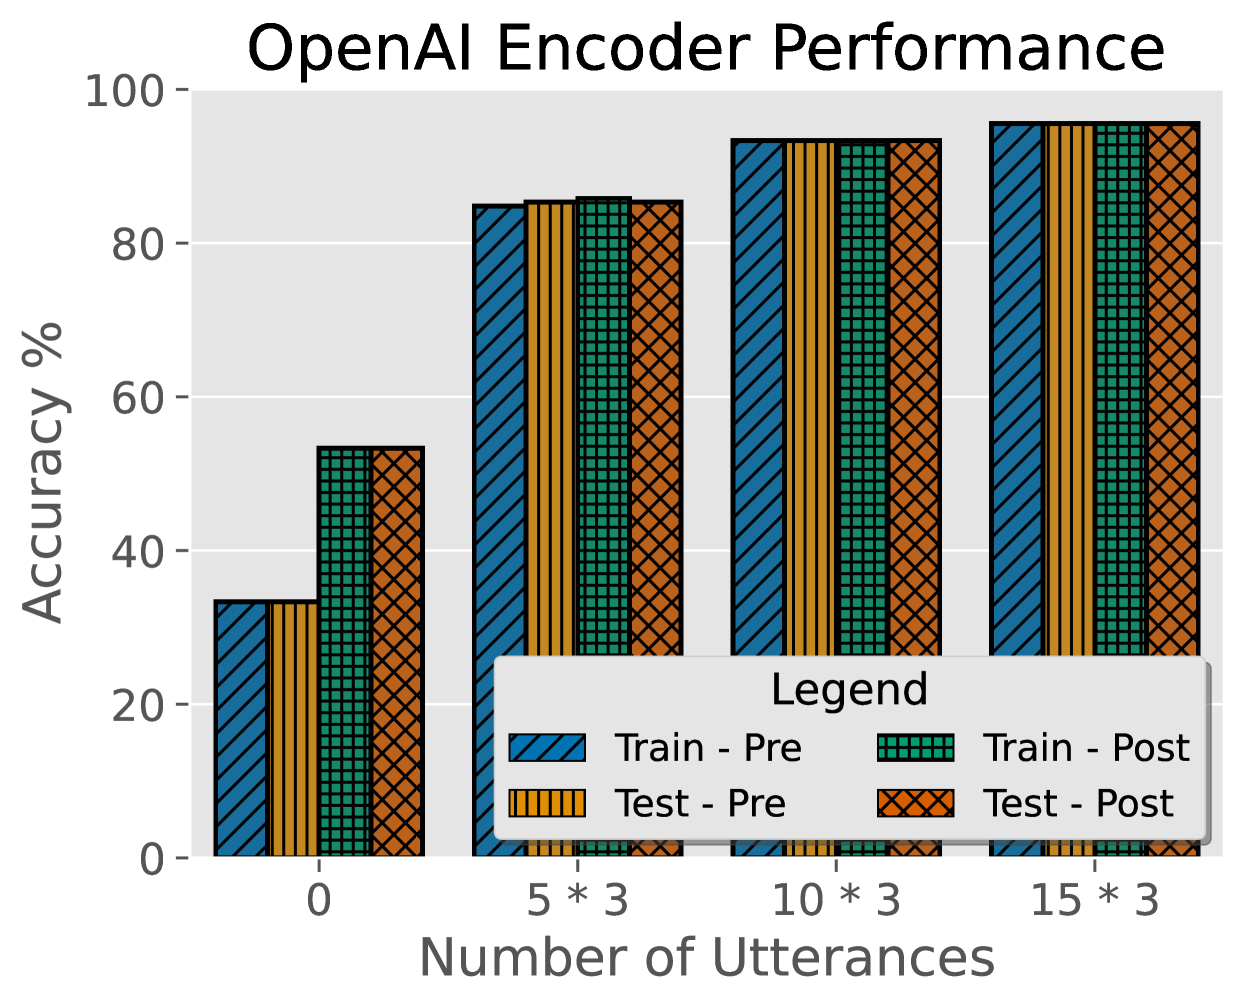 OpenAI Encoder Performance
100
80
60
40
20
0
Accuracy %
Legend
Train - Pre
Train - Post
Test - Pre
Test - Post
0 5 * 3 10 * 3 15 * 3
Number of Utterances